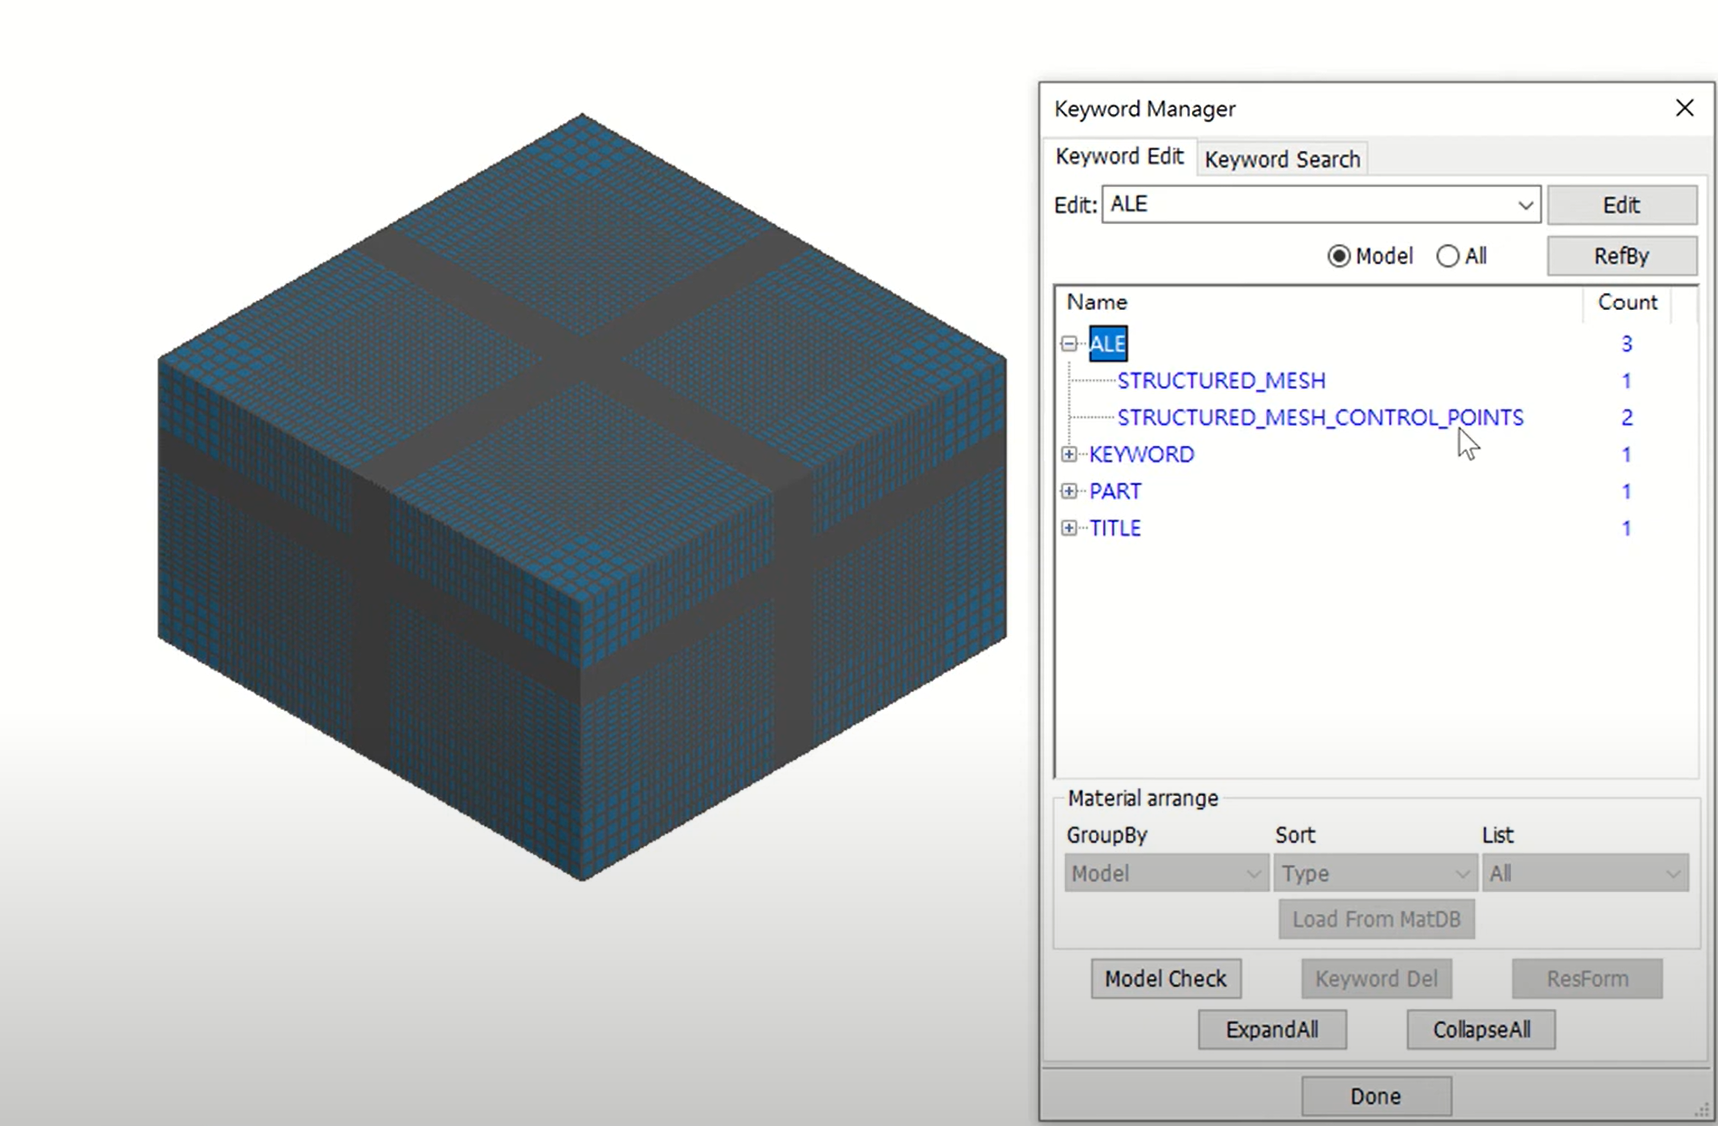 Keyword Manager
Keyword Edit Keyword Search
Edit: ALE Edit
Model All RefBy
Name Count
ALE 3
STRUCTURED_MESH 1
STRUCTURED_MESH_CONTROL_POINTS 2
KEYWORD 1
PART 1
TITLE 1
Material arrange
GroupBy Sort List
Model Type All
Load From MatDB
Model Check Keyword Del ResForm
ExpandAll CollapseAll
Done